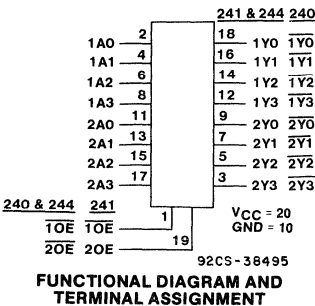 241 & 244 240
1A0 2 18 1Y0 1Y0
1A1 4 16 1Y1 1Y1
1A2 6 14 1Y2 1Y2
1A3 8 12 1Y3 1Y3
2A0 11 9 2Y0 2Y0
2A1 13 7 2Y1 2Y1
2A2 15 5 2Y2 2Y2
2A3 17 3 2Y3 2Y3
240 & 244 241
1OE 1OE 1
2OE 2OE 19
VCC = 20
GND = 10
92CS-38495
FUNCTIONAL DIAGRAM AND
TERMINAL ASSIGNMENT